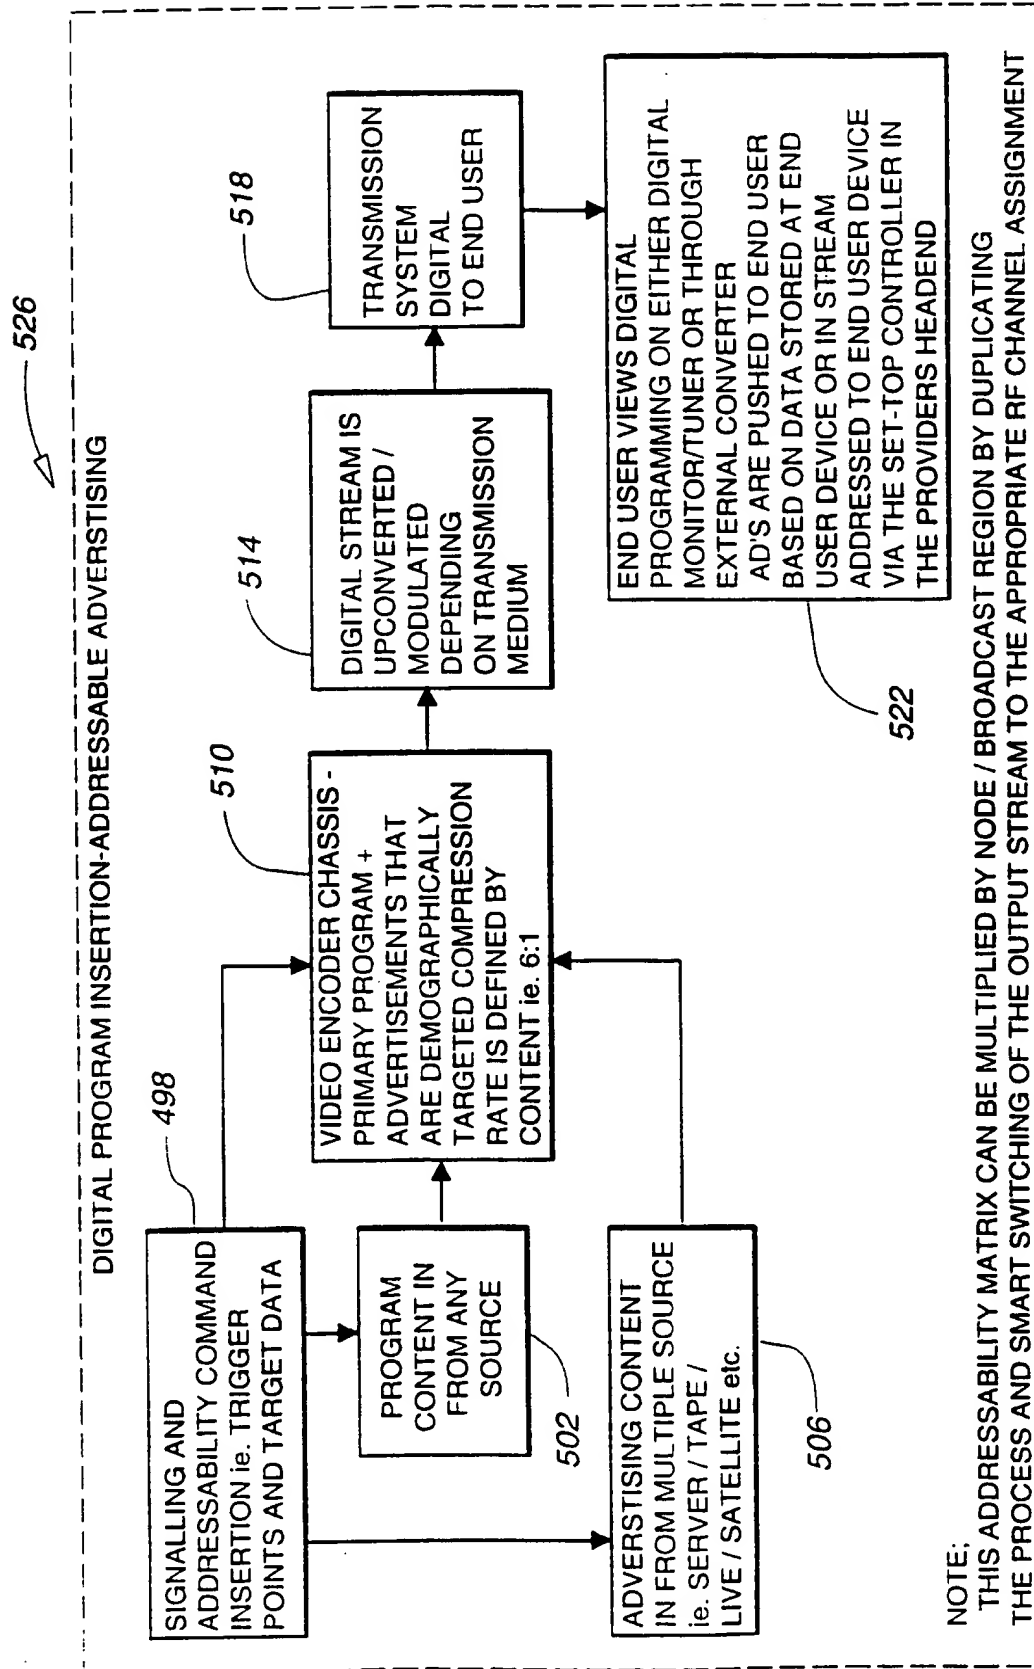 526
DIGITAL PROGRAM INSERTION-ADDRESSABLE ADVERSTISING
SIGNALLING AND
ADDRESSABILITY COMMAND
INSERTION ie. TRIGGER
POINTS AND TARGET DATA
498
PROGRAM
CONTENT IN
FROM ANY
SOURCE
502
ADVERSTISING CONTENT
IN FROM MULTIPLE SOURCE
ie. SERVER / TAPE /
LIVE / SATELLITE etc.
506
VIDEO ENCODER CHASSIS -
PRIMARY PROGRAM +
ADVERTISEMENTS THAT
ARE DEMOGRAPHICALLY
TARGETED COMPRESSION
RATE IS DEFINED BY
CONTENT ie. 6:1
510
DIGITAL STREAM IS
UPCONVERTED /
MODULATED
DEPENDING
ON TRANSMISSION
MEDIUM
514
TRANSMISSION
SYSTEM
DIGITAL
TO END USER
518
END USER VIEWS DIGITAL
PROGRAMMING ON EITHER DIGITAL
MONITOR/TUNER OR THROUGH
EXTERNAL CONVERTER
AD'S ARE PUSHED TO END USER
BASED ON DATA STORED AT END
USER DEVICE OR IN STREAM
ADDRESSED TO END USER DEVICE
VIA THE SET-TOP CONTROLLER IN
THE PROVIDERS HEADEND
522
NOTE;
THIS ADDRESSABILITY MATRIX CAN BE MULTIPLIED BY NODE / BROADCAST REGION BY DUPLICATING
THE PROCESS AND SMART SWITCHING OF THE OUTPUT STREAM TO THE APPROPRIATE RF CHANNEL ASSIGNMENT